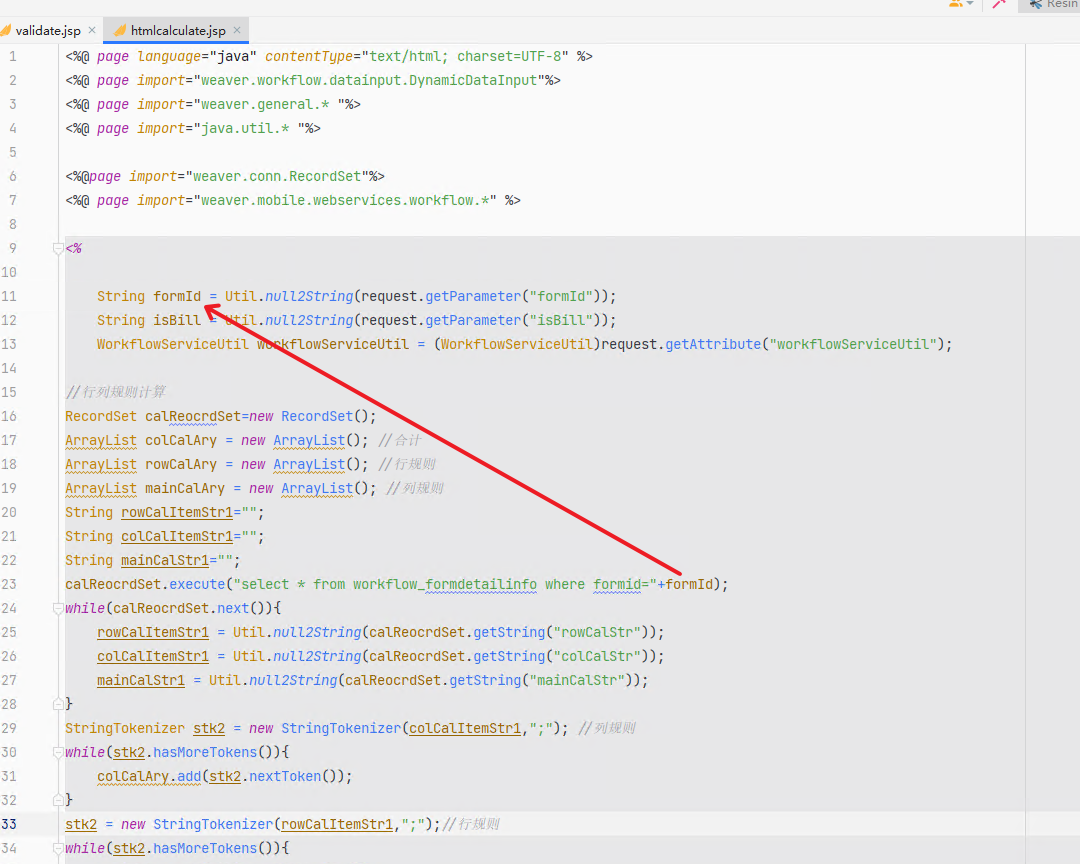 Resin
validate.jsp × htmlcalculate.jsp ×
1 <%@ page language="java" contentType="text/html; charset=UTF-8" %>
2 <%@ page import="weaver.workflow.datainput.DynamicDataInput"%>
3 <%@ page import="weaver.general.* "%>
4 <%@ page import="java.util.* "%>
5
6 <%@page import="weaver.conn.RecordSet"%>
7 <%@ page import="weaver.mobile.webservices.workflow.*" %>
8
9 <%
10
11 String formId = Util.null2String(request.getParameter("formId"));
12 String isBill = Util.null2String(request.getParameter("isBill"));
13 WorkflowServiceUtil workflowServiceUtil = (WorkflowServiceUtil)request.getAttribute("workflowServiceUtil");
14
15 //行列规则计算
16 RecordSet calReocrdSet=new RecordSet();
17 ArrayList colCalAry = new ArrayList(); //合计
18 ArrayList rowCalAry = new ArrayList(); //行规则
19 ArrayList mainCalAry = new ArrayList(); //列规则
20 String rowCalItemStr1="";
21 String colCalItemStr1="";
22 String mainCalStr1="";
23 calReocrdSet.execute("select * from workflow_formdetailinfo where formid="+formId);
24 while(calReocrdSet.next()){
25 rowCalItemStr1 = Util.null2String(calReocrdSet.getString("rowCalStr"));
26 colCalItemStr1 = Util.null2String(calReocrdSet.getString("colCalStr"));
27 mainCalStr1 = Util.null2String(calReocrdSet.getString("mainCalStr"));
28 }
29 StringTokenizer stk2 = new StringTokenizer(colCalItemStr1,";"); //列规则
30 while(stk2.hasMoreTokens()){
31 colCalAry.add(stk2.nextToken());
32 }
33 stk2 = new StringTokenizer(rowCalItemStr1,";");//行规则
34 while(stk2.hasMoreTokens()){